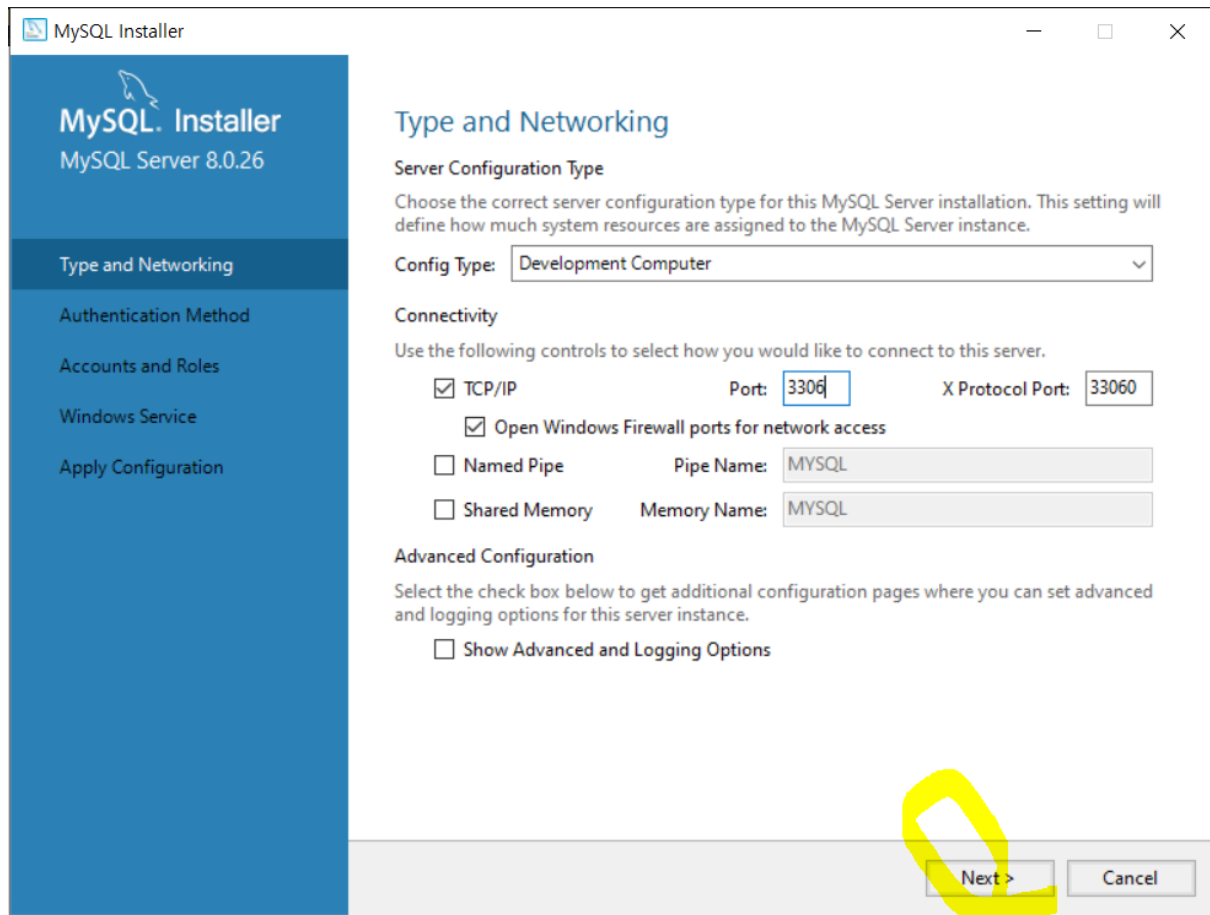 MySQL Installer
MySQL. Installer
MySQL Server 8.0.26
Type and Networking
Authentication Method
Accounts and Roles
Windows Service
Apply Configuration
Type and Networking
Server Configuration Type
Choose the correct server configuration type for this MySQL Server installation. This setting will
define how much system resources are assigned to the MySQL Server instance.
Config Type: Development Computer
Connectivity
Use the following controls to select how you would like to connect to this server.
TCP/IP Port: 3306 X Protocol Port: 33060
Open Windows Firewall ports for network access
Named Pipe Pipe Name: MYSQL
Shared Memory Memory Name: MYSQL
Advanced Configuration
Select the check box below to get additional configuration pages where you can set advanced
and logging options for this server instance.
Show Advanced and Logging Options
Next > Cancel